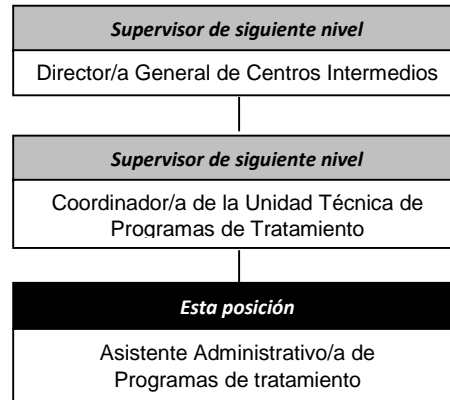 Supervisor de siguiente nivel
Director/a General de Centros Intermedios
Supervisor de siguiente nivel
Coordinador/a de la Unidad Técnica de
Programas de Tratamiento
Esta posición
Asistente Administrativo/a de
Programas de tratamiento